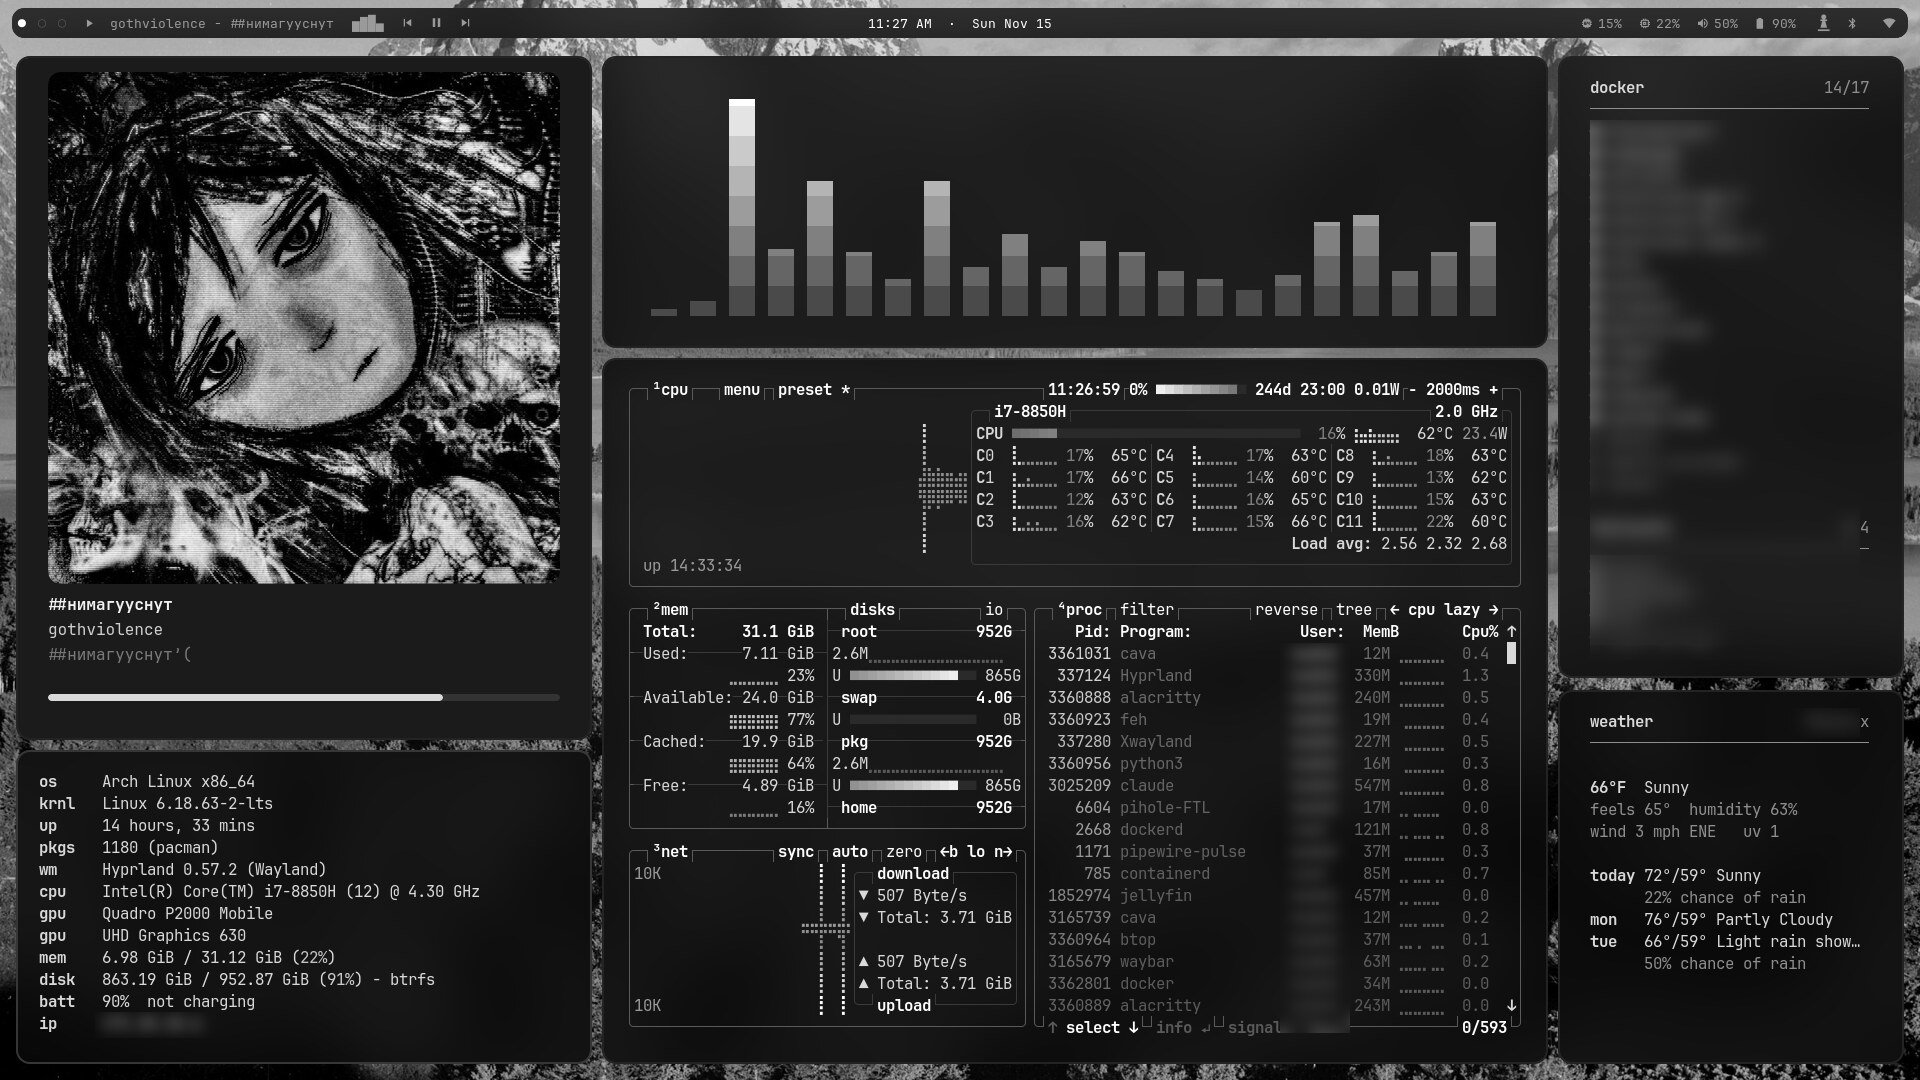 gothviolence - ##нимагууснут
11:27 AM · Sun Nov 15
15% 22% 50% 90%
##нимагууснут
gothviolence
##нимагууснут'(
os Arch Linux x86_64
krnl Linux 6.18.63-2-lts
up 14 hours, 33 mins
pkgs 1180 (pacman)
wm Hyprland 0.57.2 (Wayland)
cpu Intel(R) Core(TM) i7-8850H (12) @ 4.30 GHz
gpu Quadro P2000 Mobile
gpu UHD Graphics 630
mem 6.98 GiB / 31.12 GiB (22%)
disk 863.19 GiB / 952.87 GiB (91%) - btrfs
batt 90% not charging
ip
¹cpu menu preset * 11:26:59 0% 244d 23:00 0.01W - 2000ms +
i7-8850H 2.0 GHz
CPU 16% 62°C 23.4W
C0 17% 65°C C4 17% 63°C C8 18% 63°C
C1 17% 66°C C5 14% 60°C C9 13% 62°C
C2 12% 63°C C6 16% 65°C C10 15% 63°C
C3 16% 62°C C7 15% 66°C C11 22% 60°C
Load avg: 2.56 2.32 2.68
up 14:33:34
²mem
Total: 31.1 GiB
Used: 7.11 GiB
23%
Available: 24.0 GiB
77%
Cached: 19.9 GiB
64%
Free: 4.89 GiB
16%
disks io
root 952G
2.6M
U 865G
swap 4.0G
U 0B
pkg 952G
2.6M
U 865G
home 952G
³net sync auto zero ←b lo n→
10K
download
▼ 507 Byte/s
▼ Total: 3.71 GiB
▲ 507 Byte/s
▲ Total: 3.71 GiB
10K
upload
⁴proc filter reverse tree ← cpu lazy →
Pid: Program: User: MemB Cpu% ↑
3361031 cava 12M 0.4
337124 Hyprland 330M 1.3
3360888 alacritty 240M 0.5
3360923 feh 19M 0.4
337280 Xwayland 227M 0.5
3360956 python3 16M 0.3
3025209 claude 547M 0.8
6604 pihole-FTL 17M 0.0
2668 dockerd 121M 0.8
1171 pipewire-pulse 37M 0.3
785 containerd 85M 0.7
1852974 jellyfin 457M 0.0
3165739 cava 12M 0.2
3360964 btop 37M 0.1
3165679 waybar 63M 0.2
3362801 docker 34M 0.0
3360889 alacritty 243M 0.0 ↓
↑ select ↓ info ↲ signal 0/593
docker 14/17
4
weather x
66°F Sunny
feels 65° humidity 63%
wind 3 mph ENE uv 1
today 72°/59° Sunny
22% chance of rain
mon 76°/59° Partly Cloudy
tue 66°/59° Light rain show…
50% chance of rain